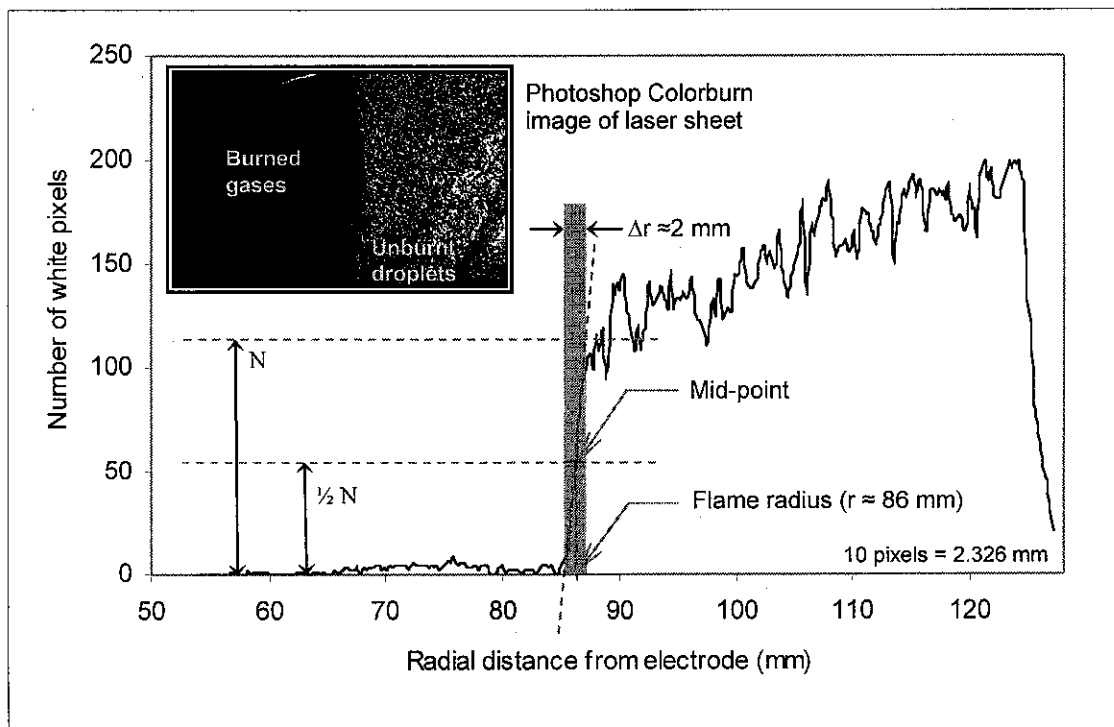 250
200
150
100
50
0
Number of white pixels
Burned
gases
Unburnt
droplets
Photoshop Colorburn
image of laser sheet
Δr ≈2 mm
N
½ N
Mid-point
Flame radius (r ≈ 86 mm)
10 pixels = 2.326 mm
50 60 70 80 90 100 110 120
Radial distance from electrode (mm)